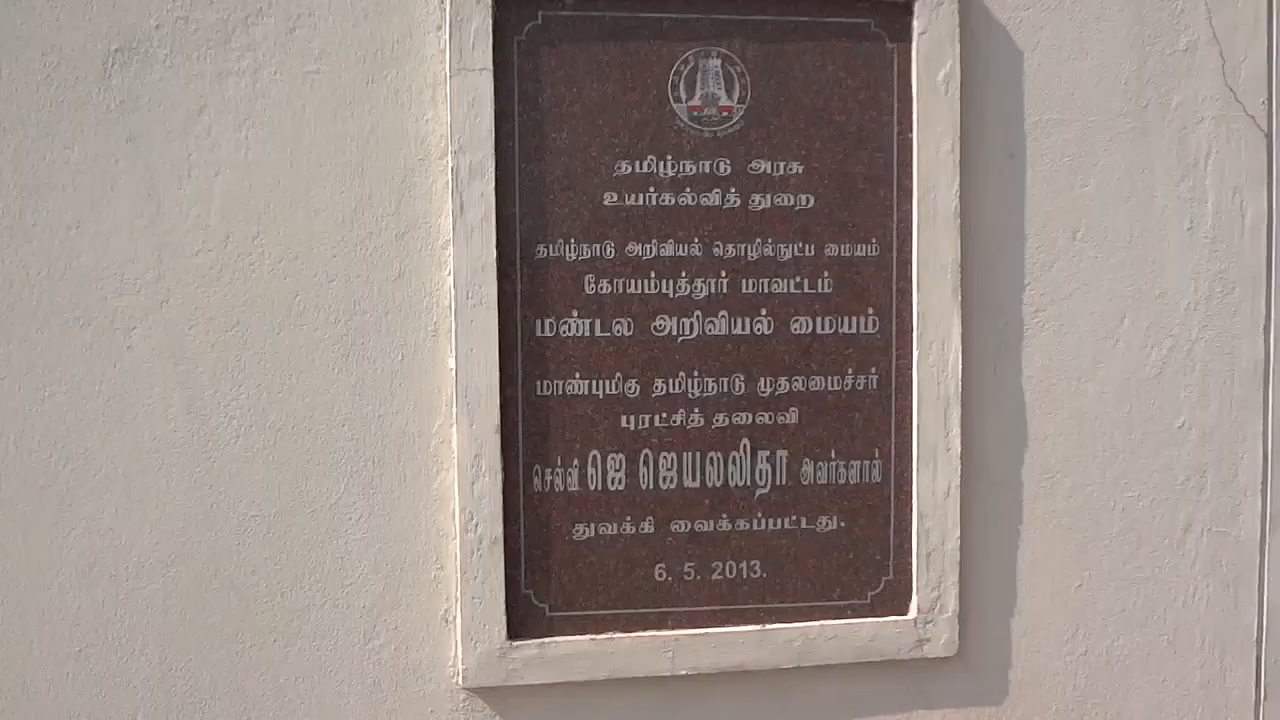 தமிழ்நாடு அரசு
உயர்கல்வித் துறை
தமிழ்நாடு அறிவியல் தொழில்நுட்ப மையம்
கோயம்புத்தூர் மாவட்டம்
மண்டல அறிவியல் மையம்
மாண்புமிகு தமிழ்நாடு முதலமைச்சர்
புரட்சித் தலைவி
செல்வி ஜெ ஜெயலலிதா அவர்களால்
துவக்கி வைக்கப்பட்டது.
6. 5. 2013.